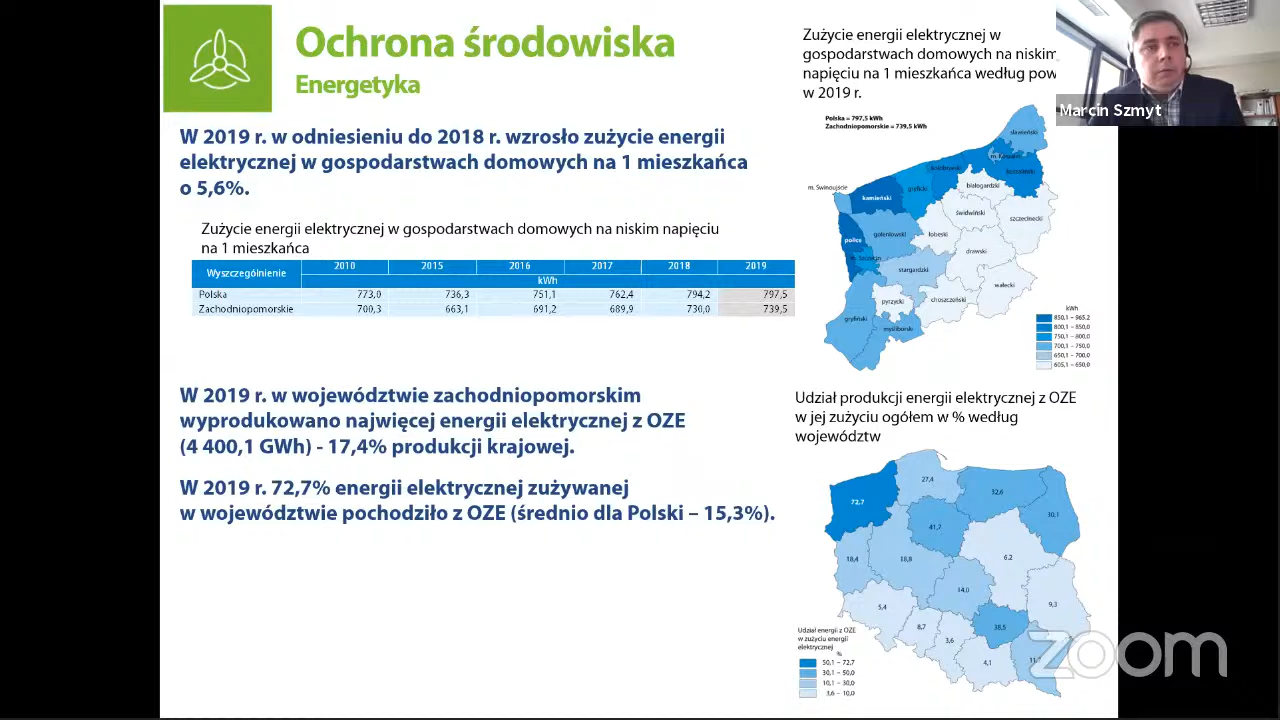 Ochrona środowiska
Energetyka
W 2019 r. w odniesieniu do 2018 r. wzrosło zużycie energii
elektrycznej w gospodarstwach domowych na 1 mieszkańca
o 5,6%.
Zużycie energii elektrycznej w gospodarstwach domowych na niskim napięciu
na 1 mieszkańca
Wyszczególnienie 2010 2015 2016 2017 2018 2019
kWh
Polska 773,0 736,3 751,1 762,4 794,2 797,5
Zachodniopomorskie 700,3 663,1 691,2 689,9 730,0 739,5
W 2019 r. w województwie zachodniopomorskim
wyprodukowano najwięcej energii elektrycznej z OZE
(4 400,1 GWh) - 17,4% produkcji krajowej.
W 2019 r. 72,7% energii elektrycznej zużywanej
w województwie pochodziło z OZE (średnio dla Polski – 15,3%).
Zużycie energii elektrycznej w
gospodarstwach domowych na niskim
napięciu na 1 mieszkańca według pow
w 2019 r.
Marcin Szmyt
Polska = 797,5 kWh
Zachodniopomorskie = 739,5 kWh
sławieński
m. Koszalin
koszaliński
kołobrzeski
białogardzki
m. Świnoujście
kamieński
gryficki
świdwiński
szczecinecki
police
goleniowski
łobeski
drawski
m. Szczecin
stargardzki
wałecki
pyrzycki
choszczeński
gryfiński
myśliborski
kWh
850,1 – 965,2
800,1 – 850,0
750,1 – 800,0
700,1 – 750,0
650,1 – 700,0
605,1 – 650,0
Udział produkcji energii elektrycznej z OZE
w jej zużyciu ogółem w % według
województw
27,4
72,7
32,6
30,1
41,7
6,2
18,4
18,8
14,0
9,3
5,4
8,7
38,5
3,6
4,1
Udział energii z OZE
w zużyciu energii
elektrycznej
%
50,1 – 72,7
30,1 – 50,0
10,1 – 30,0
3,6 – 10,0
zoom